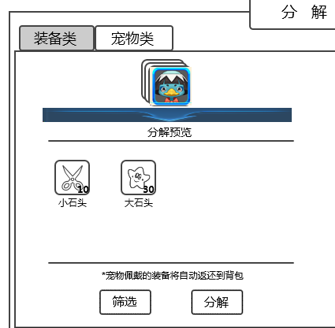 分 解
装备类 宠物类
分解预览
10 50
小石头 大石头
*宠物佩戴的装备将自动返还到背包
筛选 分解